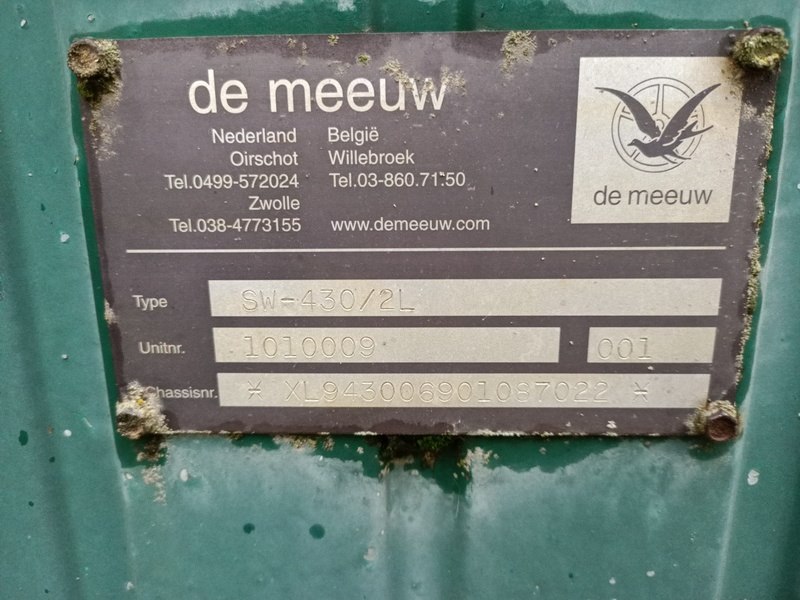 de meeuw
Nederland België
Oirschot Willebroek
Tel.0499-572024 Tel.03-860.71.50
Zwolle
Tel.038-4773155 www.demeeuw.com
de meeuw
Type SW-430/2L
Unitnr. 1010009 001
Chassisnr. * XL943006901087022 *